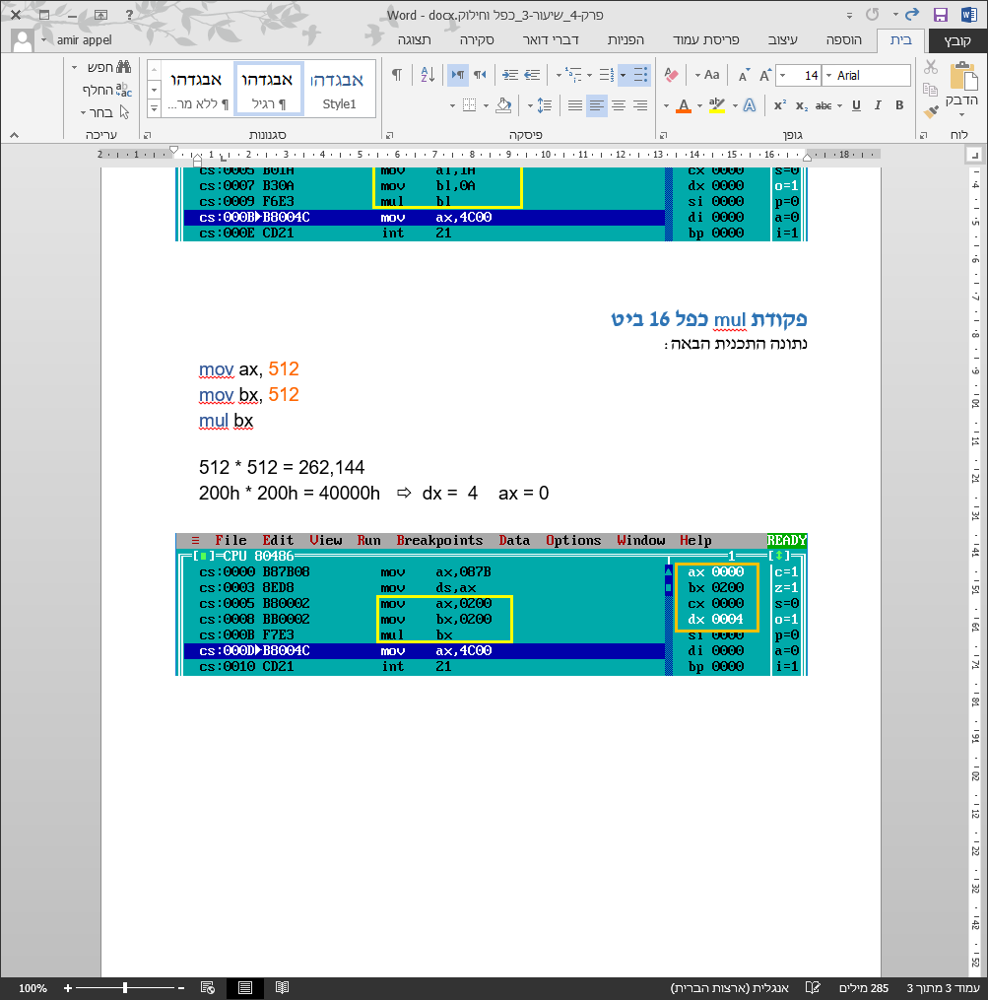 פרק-4_שיעור-3_כפל וחילוק.docx - Word
amir appel
קובץ
בית
הוספה
עיצוב
פריסת עמוד
הפניות
דברי דואר
סקירה
תצוגה
הדבק
לוח
Arial
14
Aa
B I U abc x₂ x²
גופן
פיסקה
אבגדהו
Style1
אבגדהו
¶ רגיל
אבגדהו
¶ ללא מר...
סגנונות
חפש
החלף
בחר
עריכה
cs:0005 B01A mov al,1A cx 0000 s=0
cs:0007 B30A mov bl,0A dx 0000 o=1
cs:0009 F6E3 mul bl si 0000 p=0
cs:000B▶B8004C mov ax,4C00 di 0000 a=0
cs:000E CD21 int 21 bp 0000 i=1
פקודת mul כפל 16 ביט
נתונה התכנית הבאה:
mov ax, 512
mov bx, 512
mul bx
512 * 512 = 262,144
200h * 200h = 40000h ⇨ dx = 4 ax = 0
≡ File Edit View Run Breakpoints Data Options Window Help READY
[■]=CPU 80486 1 [↕]
cs:0000 B87B08 mov ax,087B ax 0000 c=1
cs:0003 8ED8 mov ds,ax bx 0200 z=1
cs:0005 B80002 mov ax,0200 cx 0000 s=0
cs:0008 BB0002 mov bx,0200 dx 0004 o=1
cs:000B F7E3 mul bx si 0000 p=0
cs:000D▶B8004C mov ax,4C00 di 0000 a=0
cs:0010 CD21 int 21 bp 0000 i=1
עמוד 3 מתוך 3
285 מילים
אנגלית (ארצות הברית)
100%